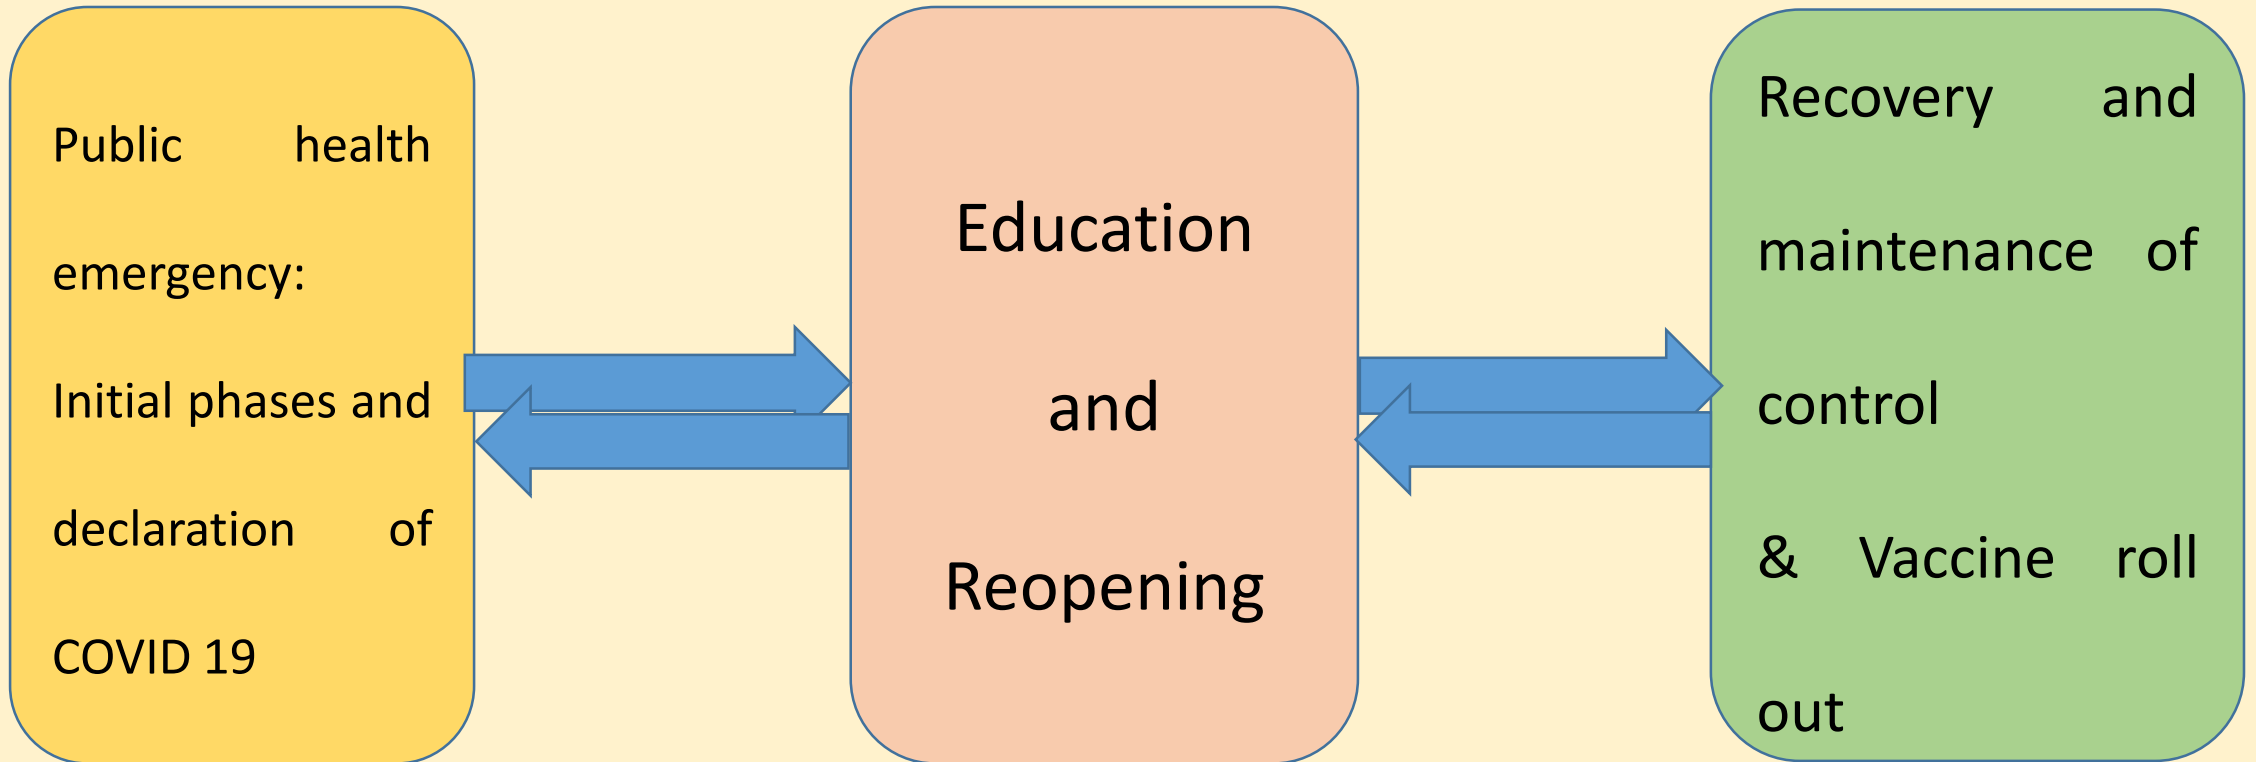 Public health
emergency:
Initial phases and
declaration of
COVID 19
Education
and
Reopening
Recovery and
maintenance of
control
& Vaccine roll
out